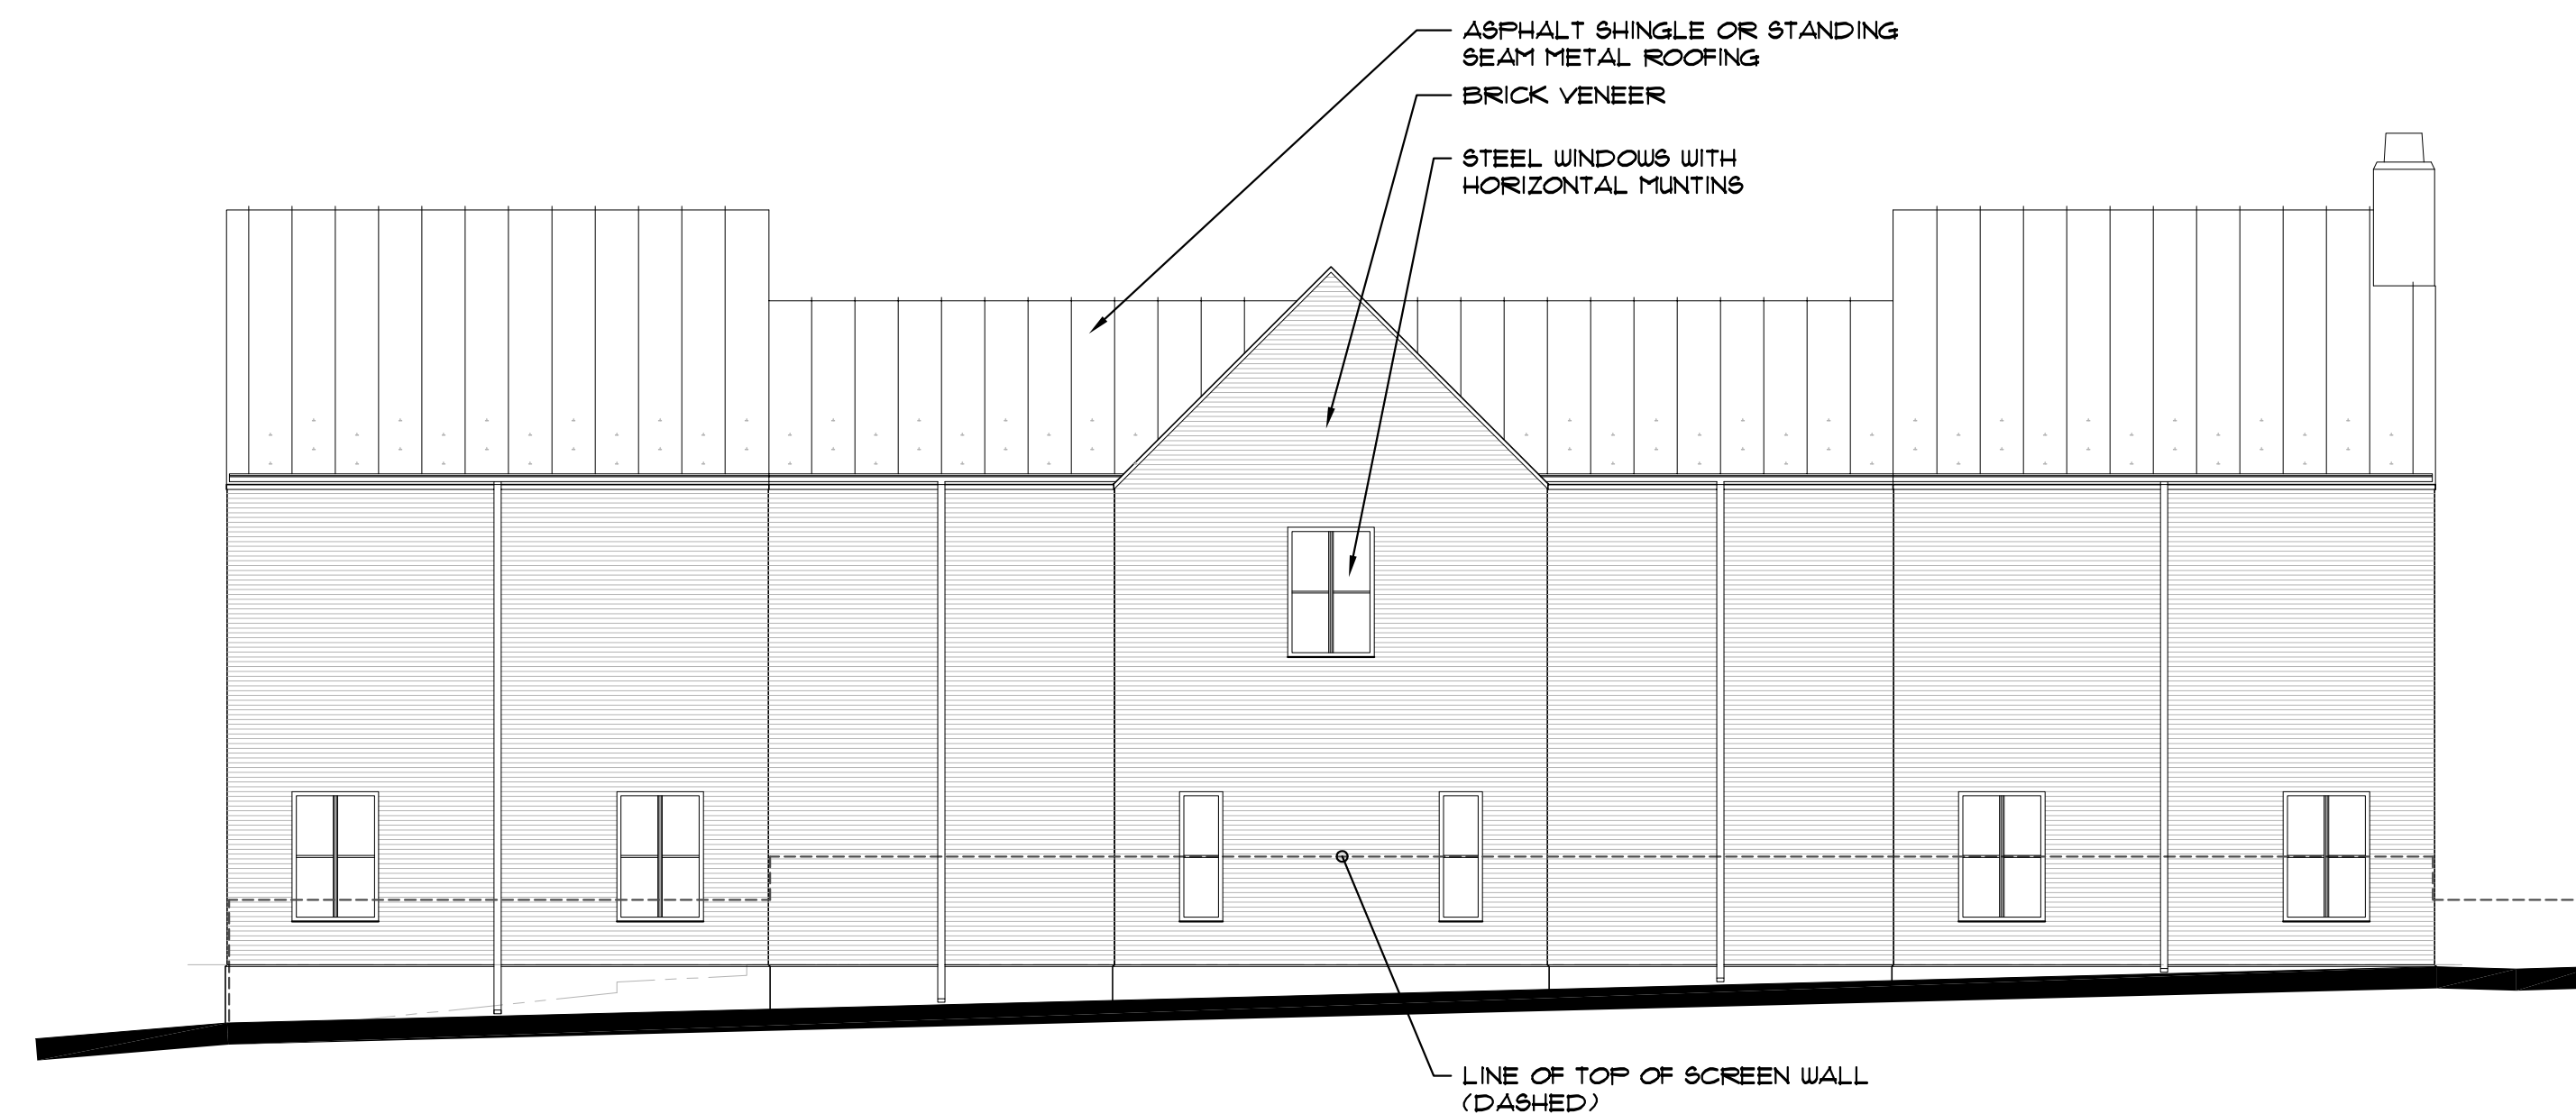 ASPHALT SHINGLE OR STANDING
SEAM METAL ROOFING
BRICK VENEER
STEEL WINDOWS WITH
HORIZONTAL MUNTINS
LINE OF TOP OF SCREEN WALL
(DASHED)